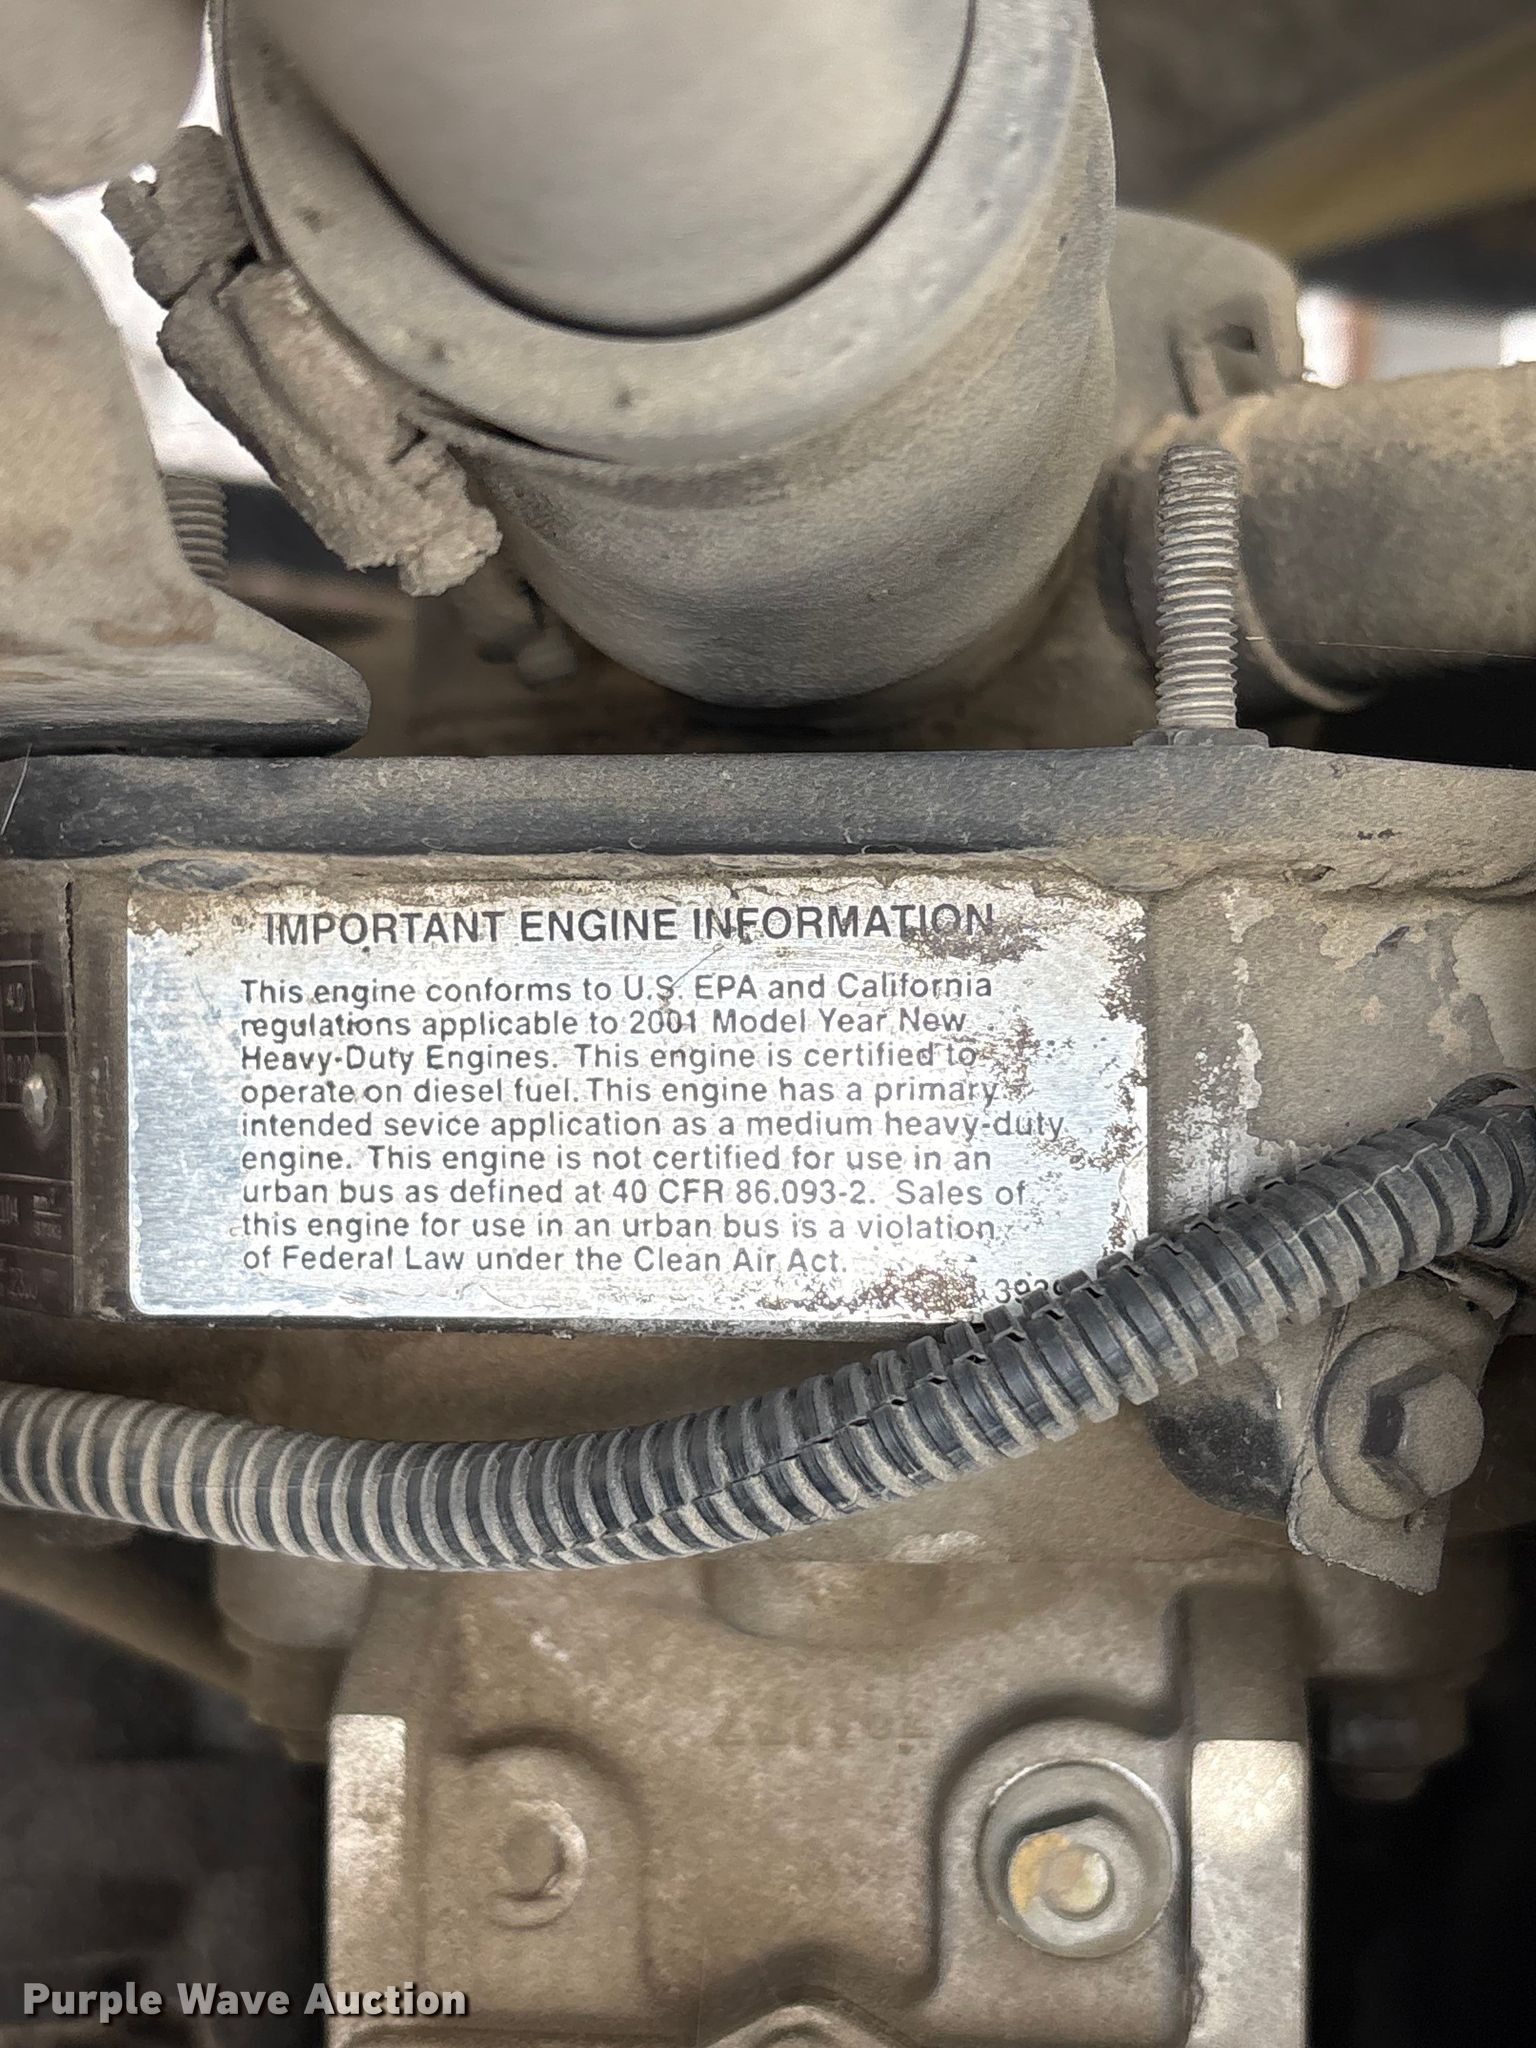 IMPORTANT ENGINE INFORMATION
This engine conforms to U.S. EPA and California
regulations applicable to 2001 Model Year New
Heavy-Duty Engines. This engine is certified to
operate on diesel fuel. This engine has a primary
intended sevice application as a medium heavy-duty
engine. This engine is not certified for use in an
urban bus as defined at 40 CFR 86.093-2. Sales of
this engine for use in an urban bus is a violation
of Federal Law under the Clean Air Act.
Purple Wave Auction